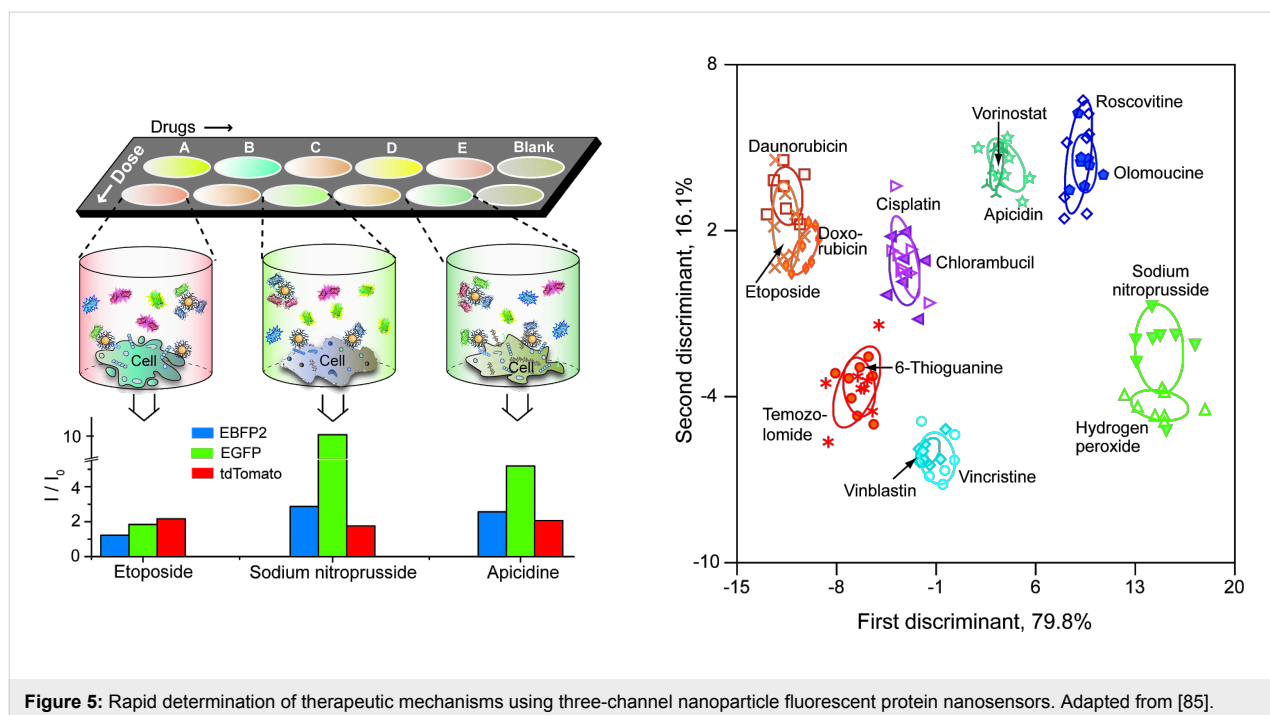 Drugs →
← Dose
A B C D E Blank
Cell Cell Cell
10
4
2
0
I / I0
EBFP2
EGFP
tdTomato
Etoposide Sodium nitroprusside Apicidine
8
2
-4
-10
Second discriminant, 16.1%
-15 -8 -1 6 13 20
First discriminant, 79.8%
Daunorubicin
Doxo-
rubicin
Etoposide
Cisplatin
Chlorambucil
Vorinostat
Apicidin
Roscovitine
Olomoucine
Sodium
nitroprusside
Hydrogen
peroxide
6-Thioguanine
Temozo-
lomide
Vinblastin
Vincristine
Figure 5: Rapid determination of therapeutic mechanisms using three-channel nanoparticle fluorescent protein nanosensors. Adapted from [85].